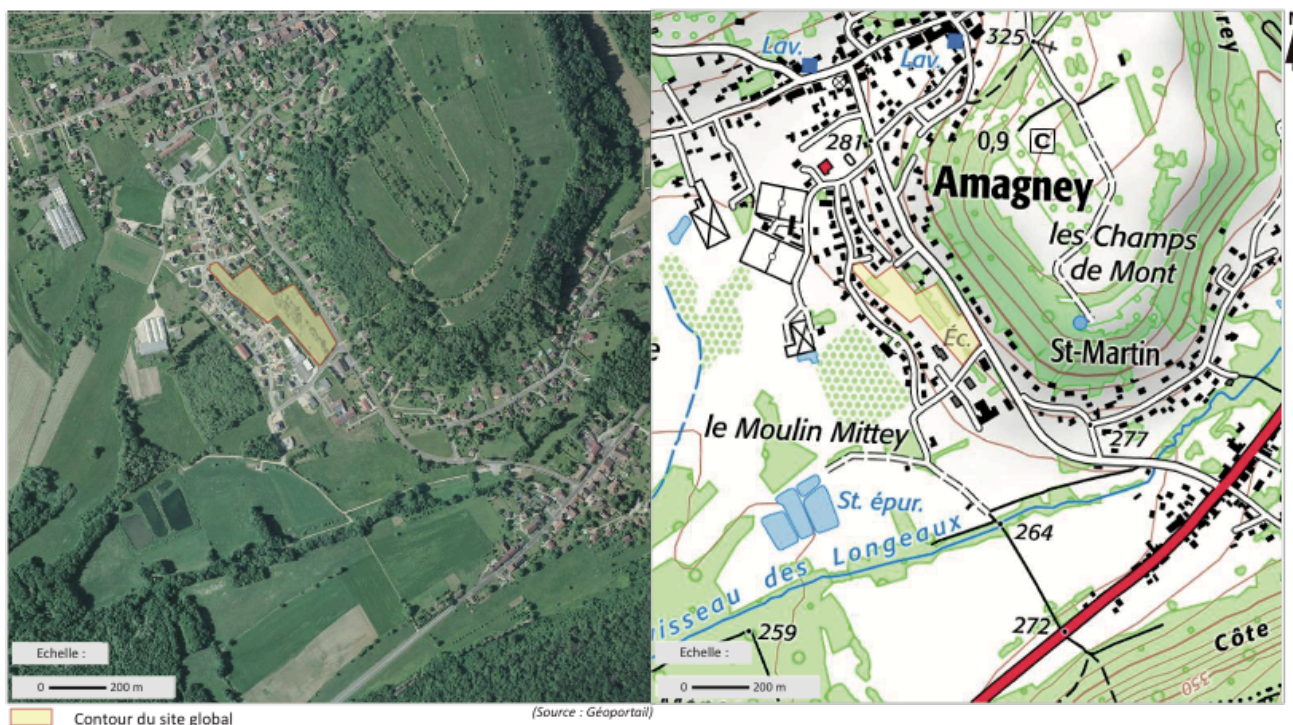 N
Lav.
Lav.
325
urey
281
0,9
C
Amagney
les Champs
de Mont
Éc.
St-Martin
e
le Moulin Mittey
277
St. épur.
264
uisseau des Longeaux
272
259
Côte
350
Echelle :
0 200 m
Echelle :
0 200 m
(Source : Géoportail)
Contour du site global